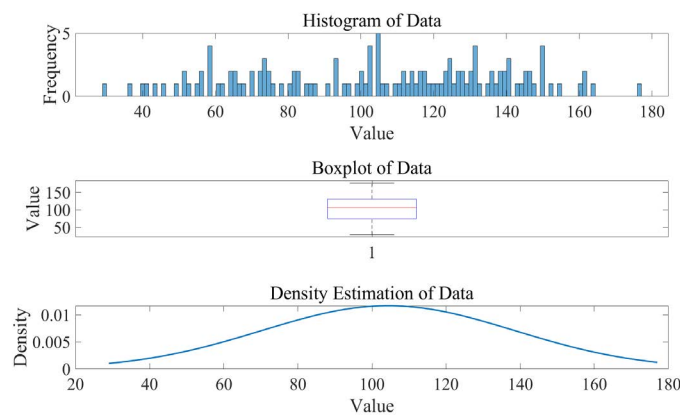 Histogram of Data
5
0
Frequency
40 60 80 100 120 140 160 180
Value
Boxplot of Data
150
100
50
Value
1
Density Estimation of Data
0.01
0.005
0
Density
20 40 60 80 100 120 140 160 180
Value